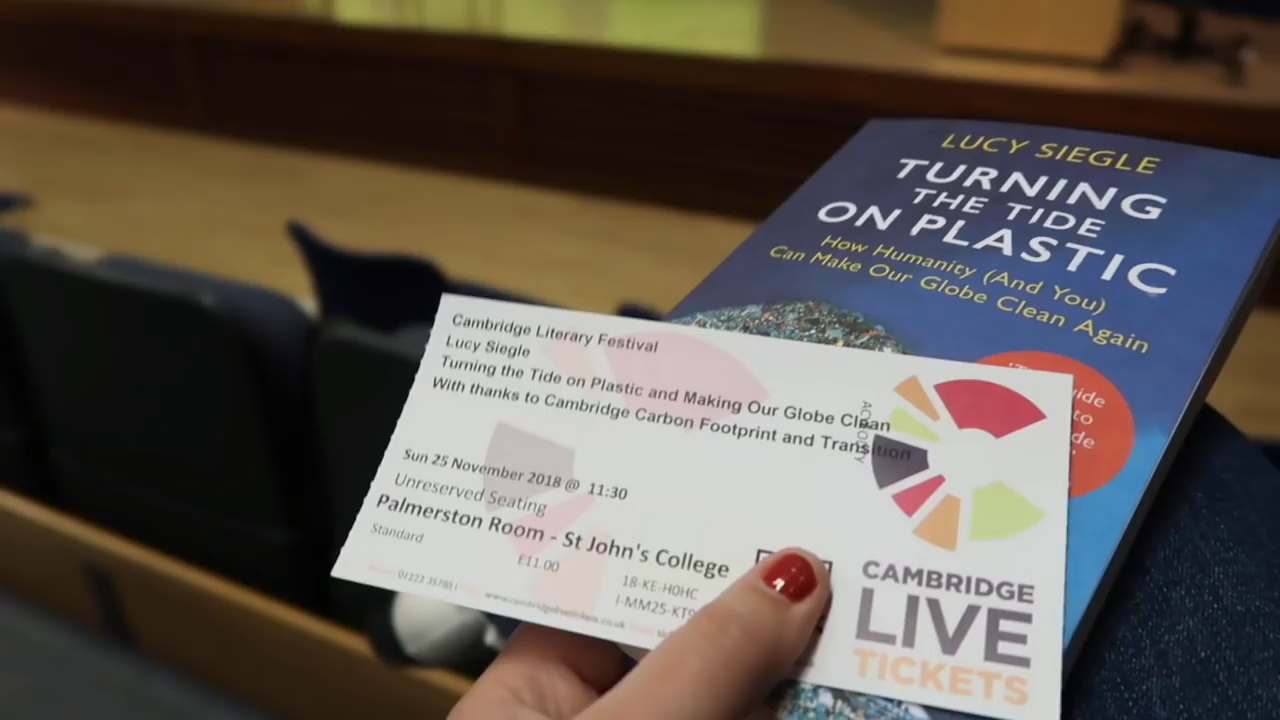 LUCY SIEGLE
TURNING
THE TIDE
ON PLASTIC
How Humanity (And You)
Can Make Our Globe Clean Again
Cambridge Literary Festival
Lucy Siegle
Turning the Tide on Plastic and Making Our Globe Clean
With thanks to Cambridge Carbon Footprint and Transition
Sun 25 November 2018 @ 11:30
Unreserved Seating
Palmerston Room - St John's College
Standard
£11.00
18-KE-H0HC
CAMBRIDGE
LIVE
TICKETS